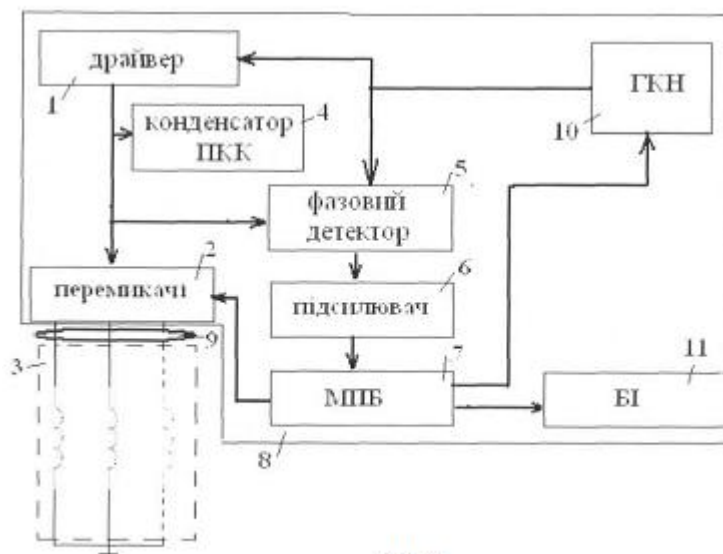 драйвер
1
конденсатор
ПКК
4
ГКН
10
фазовий
детектор
5
перемикачі
2
підсилювач
6
9
3
МПБ
7
8
БІ
11